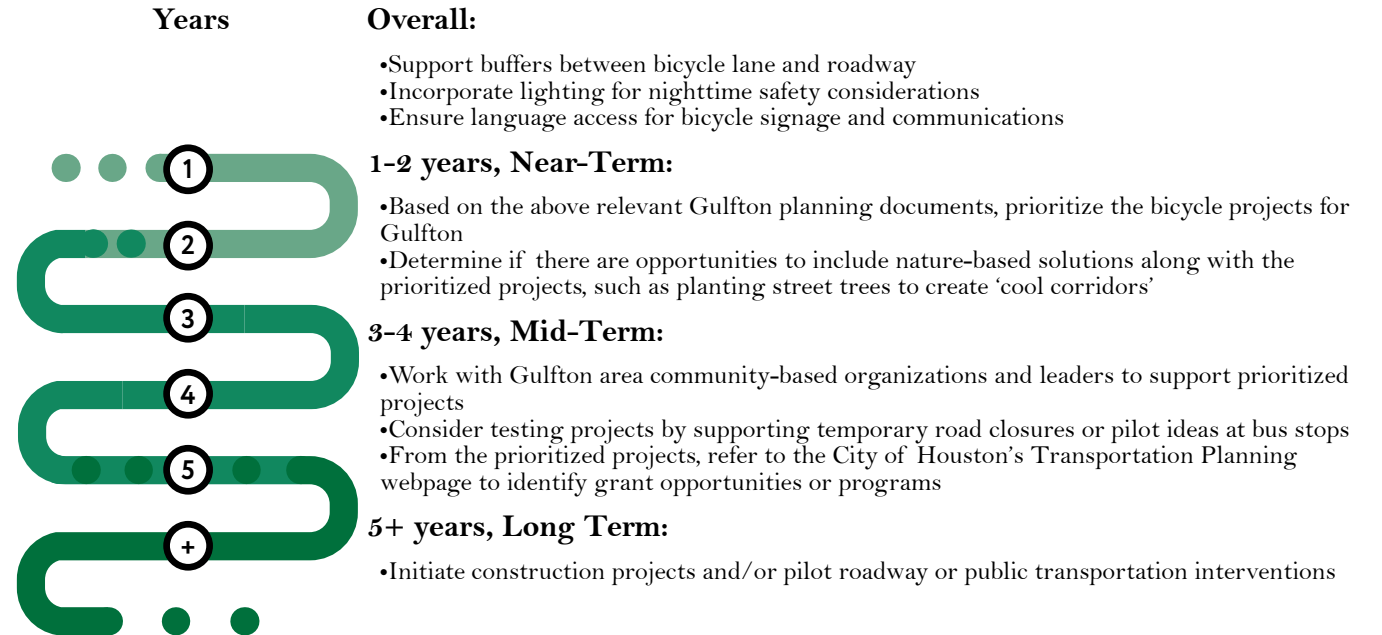 Years
Overall:
•Support buffers between bicycle lane and roadway
•Incorporate lighting for nighttime safety considerations
•Ensure language access for bicycle signage and communications
1
1-2 years, Near-Term:
•Based on the above relevant Gulfton planning documents, prioritize the bicycle projects for
Gulfton
2
•Determine if there are opportunities to include nature-based solutions along with the
prioritized projects, such as planting street trees to create ‘cool corridors’
3
3-4 years, Mid-Term:
•Work with Gulfton area community-based organizations and leaders to support prioritized
projects
4
•Consider testing projects by supporting temporary road closures or pilot ideas at bus stops
•From the prioritized projects, refer to the City of Houston’s Transportation Planning
webpage to identify grant opportunities or programs
5
5+ years, Long Term:
+
•Initiate construction projects and/or pilot roadway or public transportation interventions